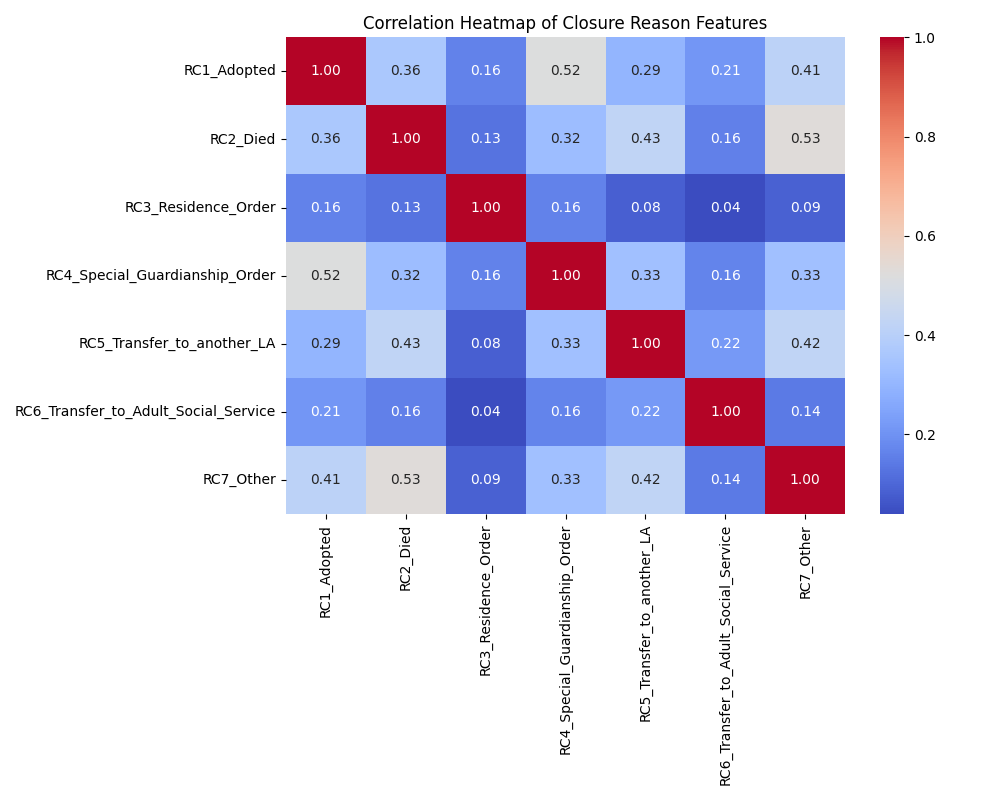 Correlation Heatmap of Closure Reason Features
RC1_Adopted 1.00 0.36 0.16 0.52 0.29 0.21 0.41
RC2_Died 0.36 1.00 0.13 0.32 0.43 0.16 0.53
RC3_Residence_Order 0.16 0.13 1.00 0.16 0.08 0.04 0.09
RC4_Special_Guardianship_Order 0.52 0.32 0.16 1.00 0.33 0.16 0.33
RC5_Transfer_to_another_LA 0.29 0.43 0.08 0.33 1.00 0.22 0.42
RC6_Transfer_to_Adult_Social_Service 0.21 0.16 0.04 0.16 0.22 1.00 0.14
RC7_Other 0.41 0.53 0.09 0.33 0.42 0.14 1.00
RC1_Adopted
RC2_Died
RC3_Residence_Order
RC4_Special_Guardianship_Order
RC5_Transfer_to_another_LA
RC6_Transfer_to_Adult_Social_Service
RC7_Other
1.0
0.8
0.6
0.4
0.2